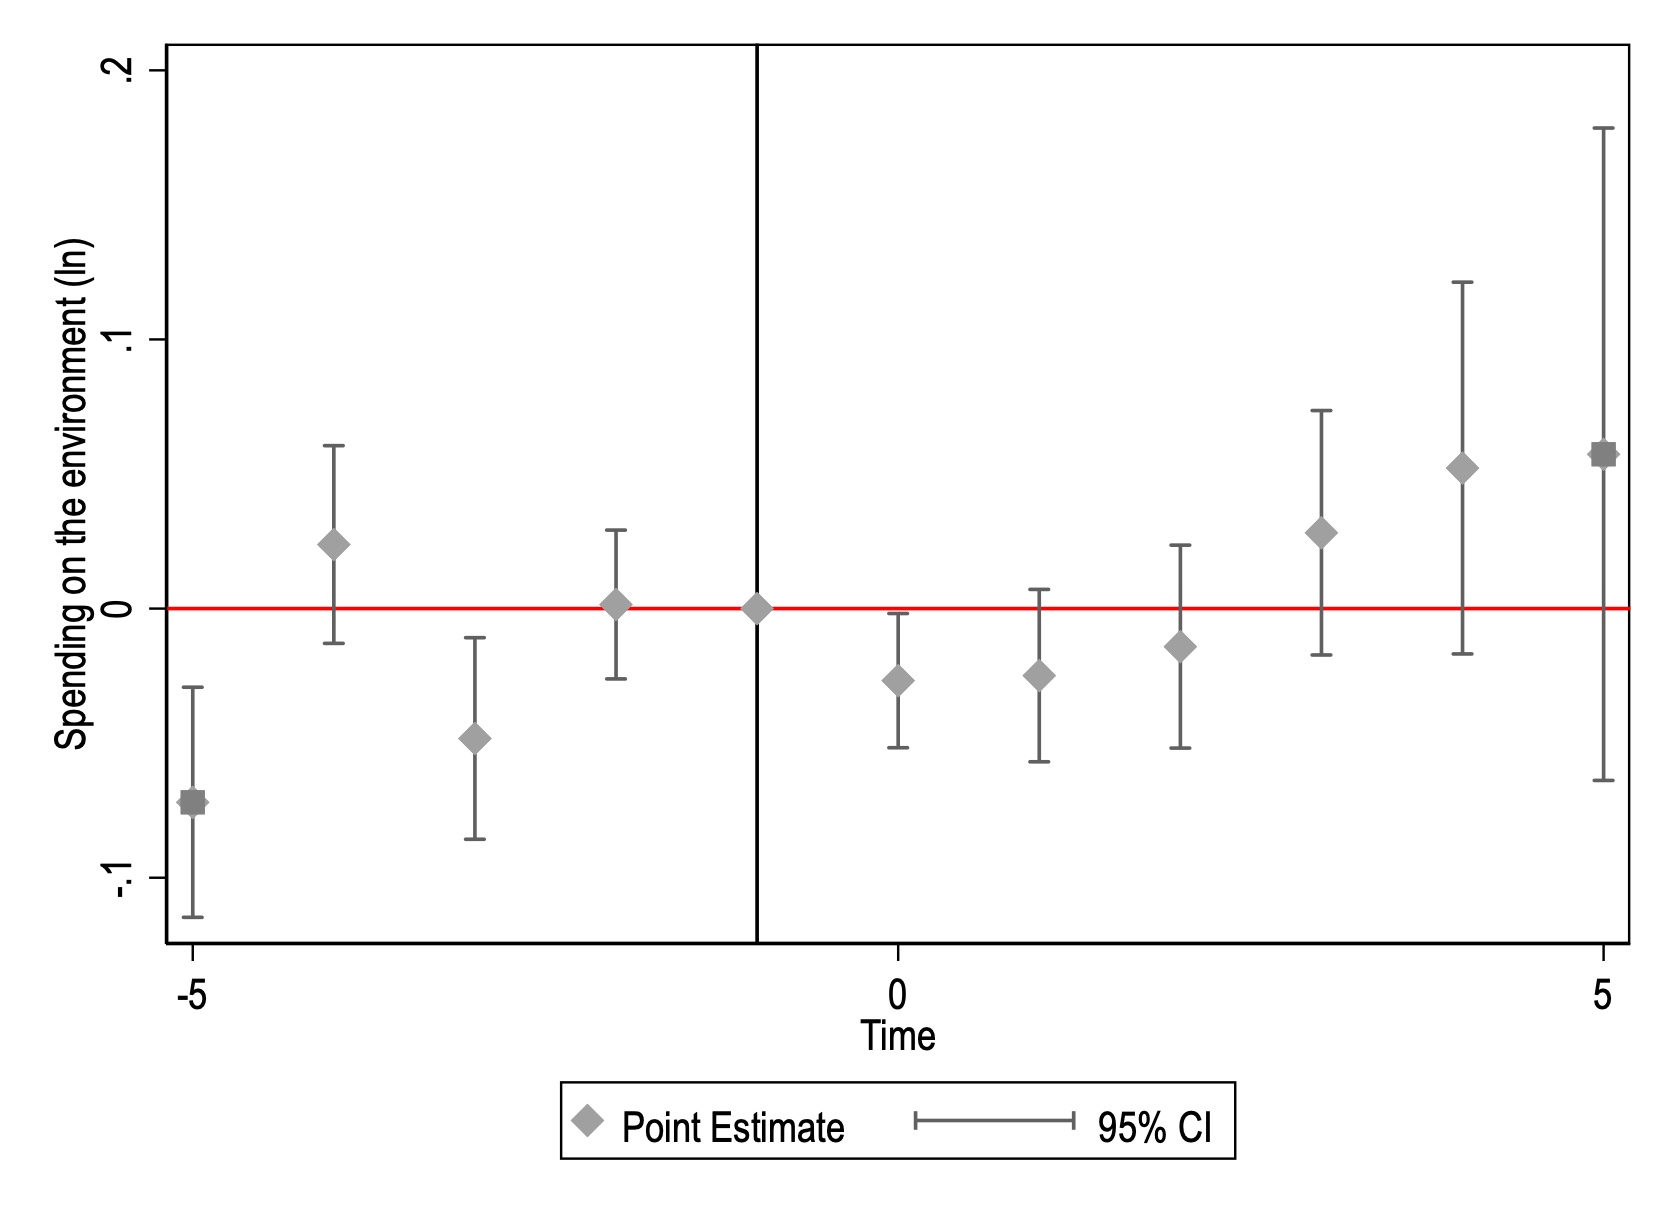 Spending on the environment (ln)
.2
.1
0
-.1
-5
0
5
Time
Point Estimate
95% CI